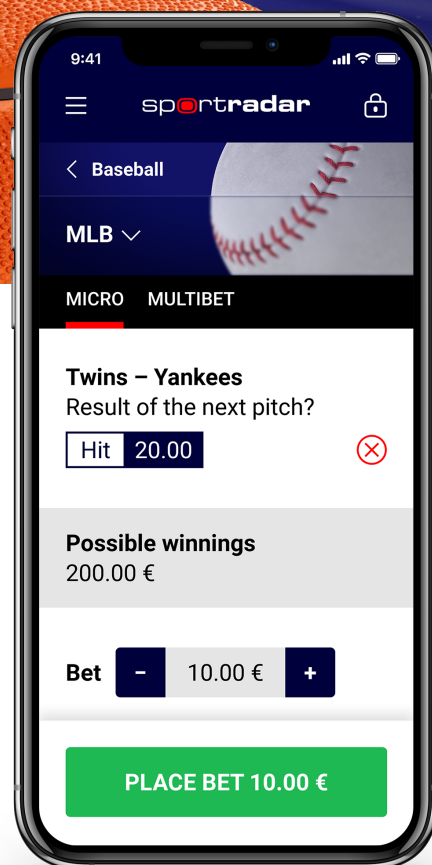 9:41
sportradar
Baseball
MLB
MICRO MULTIBET
Twins – Yankees
Result of the next pitch?
Hit 20.00
Possible winnings
200.00 €
Bet - 10.00 € +
PLACE BET 10.00 €